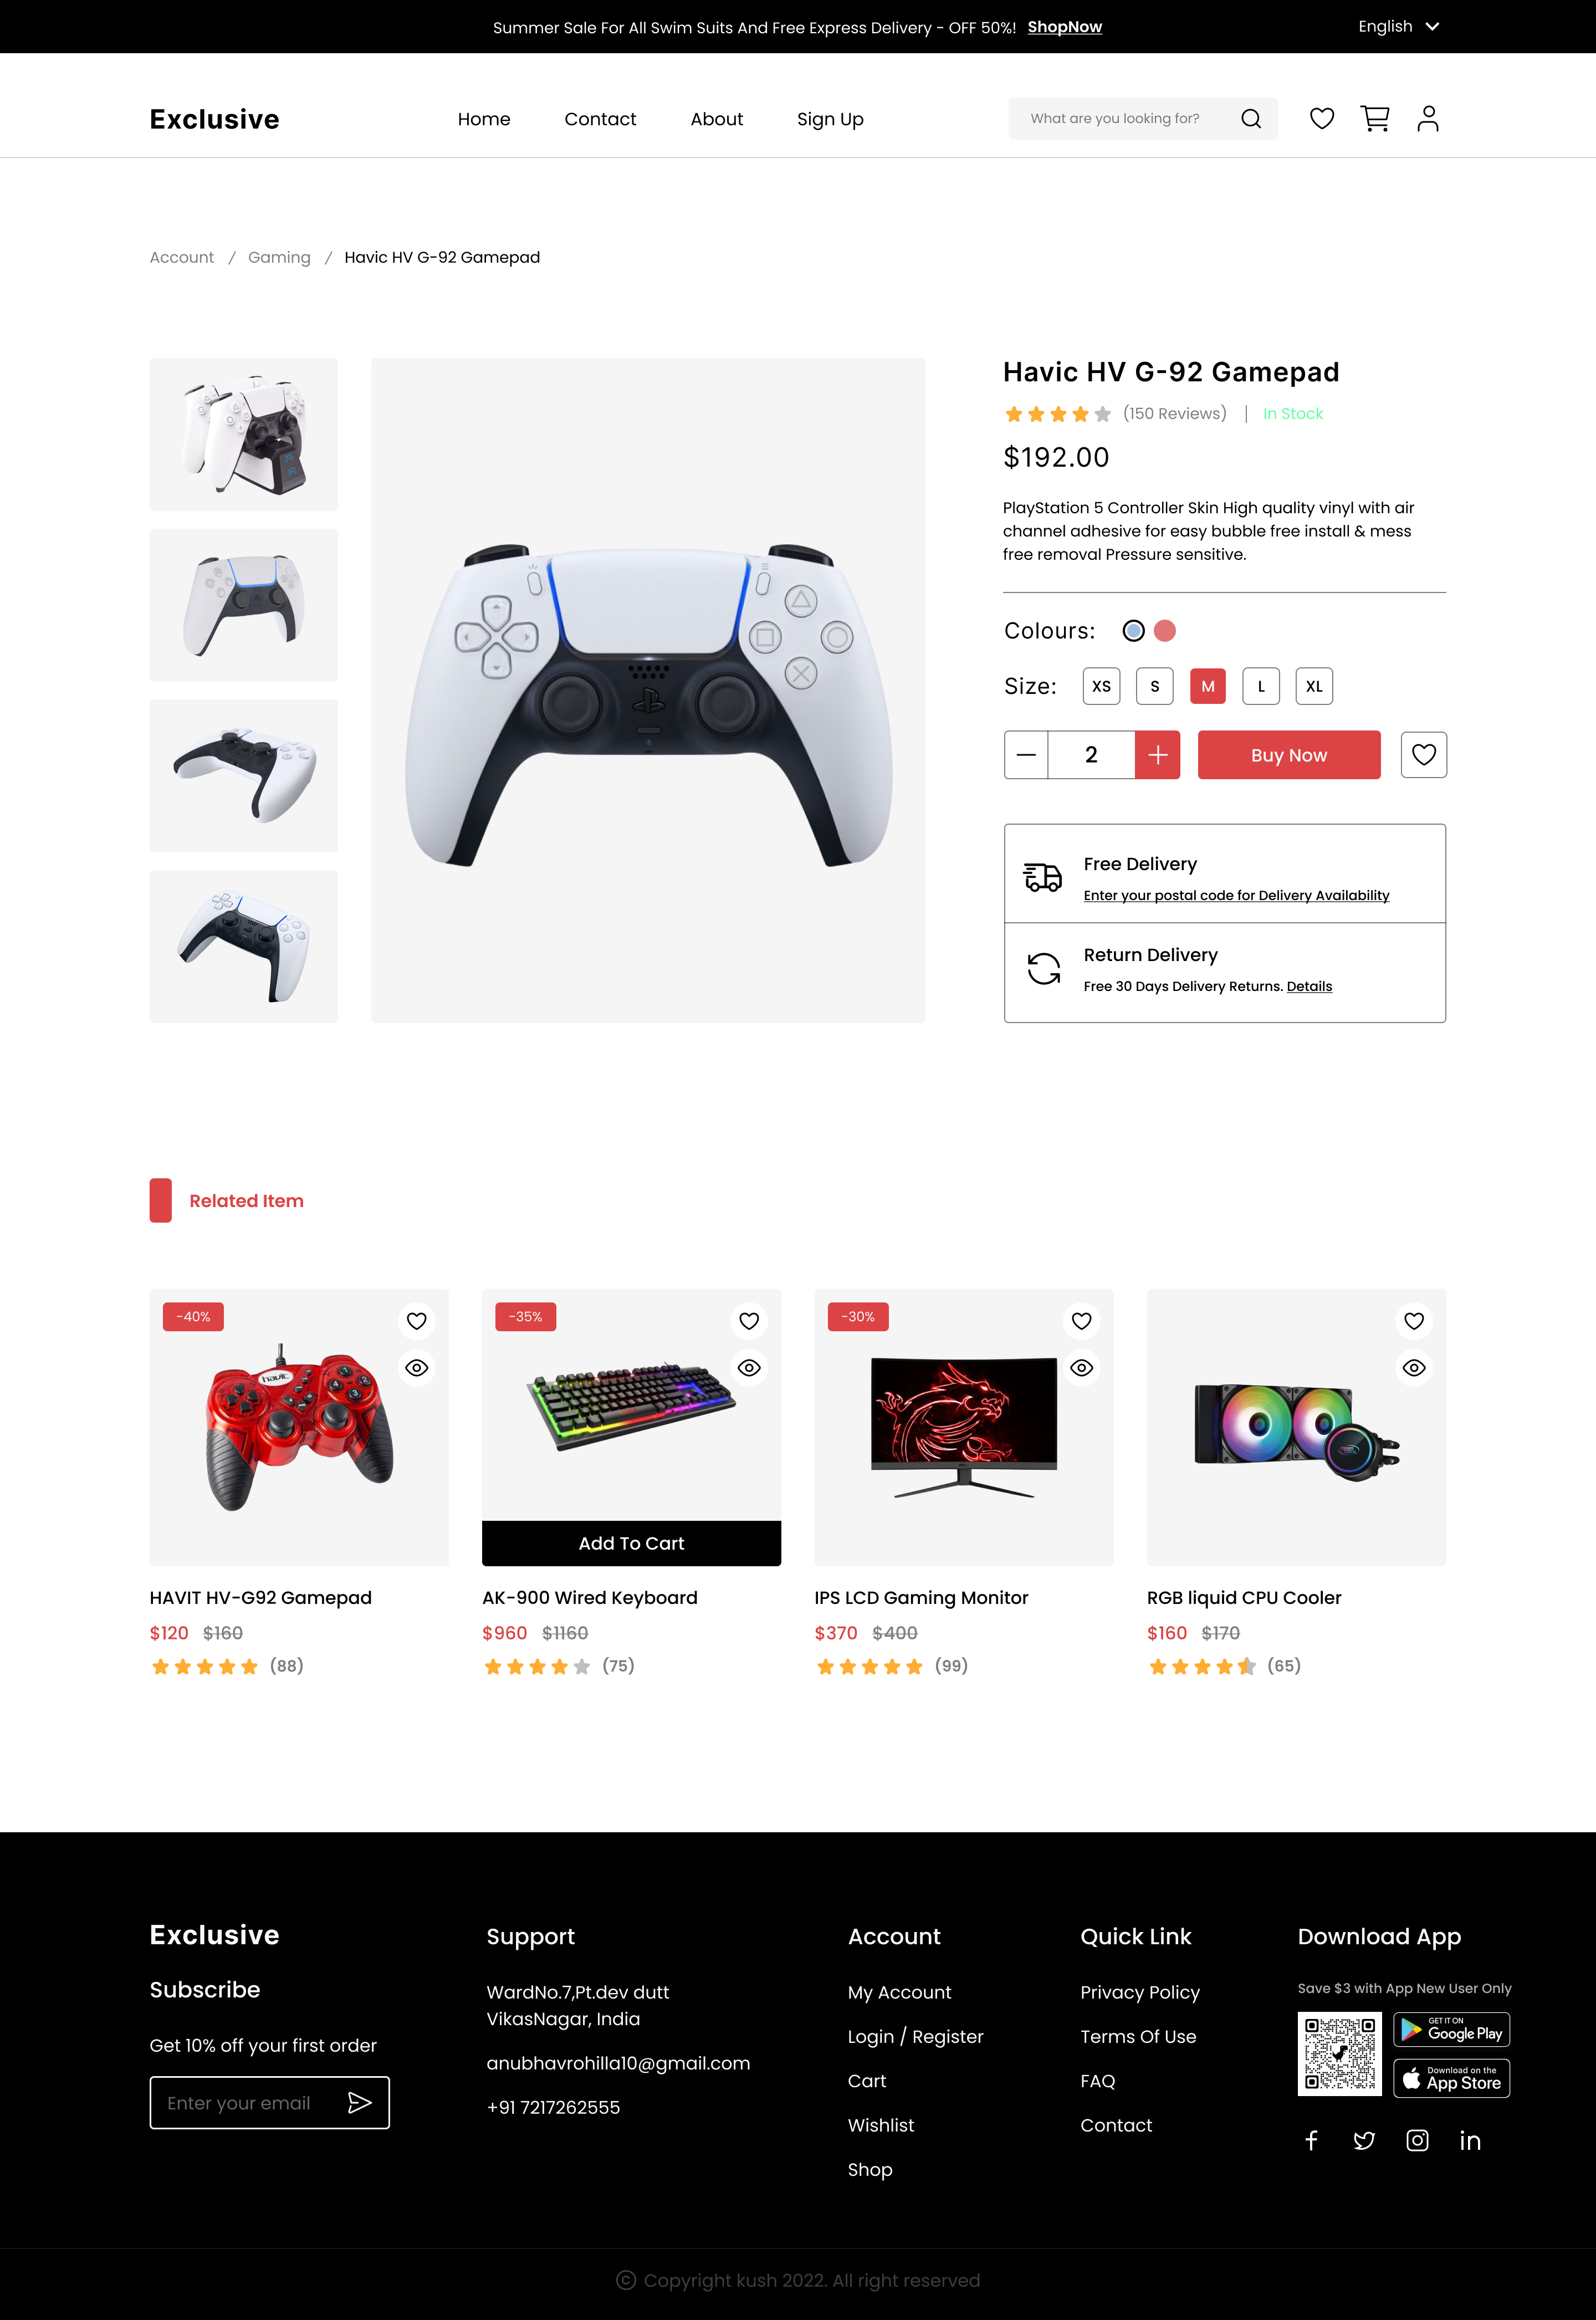 Summer Sale For All Swim Suits And Free Express Delivery - OFF 50%! ShopNow
English
Exclusive
Home
Contact
About
Sign Up
What are you looking for?
Account / Gaming / Havic HV G-92 Gamepad
Havic HV G-92 Gamepad
(150 Reviews) | In Stock
$192.00
PlayStation 5 Controller Skin High quality vinyl with air
channel adhesive for easy bubble free install & mess
free removal Pressure sensitive.
Colours:
Size: XS S M L XL
2
Buy Now
Free Delivery
Enter your postal code for Delivery Availability
Return Delivery
Free 30 Days Delivery Returns. Details
Related Item
-40%
havic
HAVIT HV-G92 Gamepad
$120 $160
(88)
-35%
Add To Cart
AK-900 Wired Keyboard
$960 $1160
(75)
-30%
IPS LCD Gaming Monitor
$370 $400
(99)
RGB liquid CPU Cooler
$160 $170
(65)
Exclusive
Subscribe
Get 10% off your first order
Enter your email
Support
WardNo.7,Pt.dev dutt
VikasNagar, India
anubhavrohilla10@gmail.com
+91 7217262555
Account
My Account
Login / Register
Cart
Wishlist
Shop
Quick Link
Privacy Policy
Terms Of Use
FAQ
Contact
Download App
Save $3 with App New User Only
GET IT ON
Google Play
Download on the
App Store
© Copyright kush 2022. All right reserved